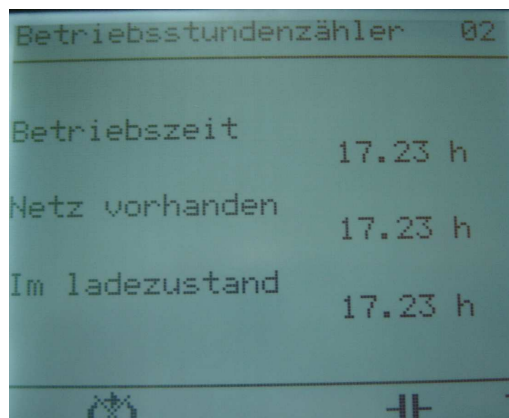 Betriebsstundenzähler 02
Betriebszeit
17.23 h
Netz vorhanden
17.23 h
Im ladezustand
17.23 h